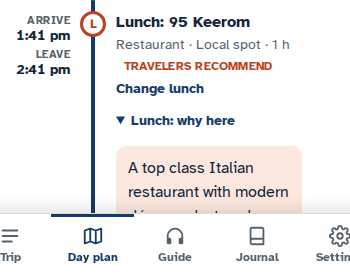 ARRIVE
1:41 pm
LEAVE
2:41 pm
L
Lunch: 95 Keerom
Restaurant · Local spot · 1 h
TRAVELERS RECOMMEND
Change lunch
▼ Lunch: why here
A top class Italian
restaurant with modern
Trip
Day plan
Guide
Journal
Settin